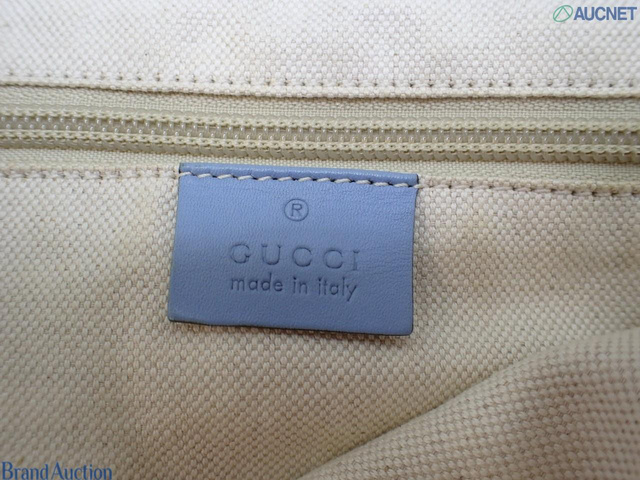 AUCNET
®
GUCCI
made in italy
Brand Auction